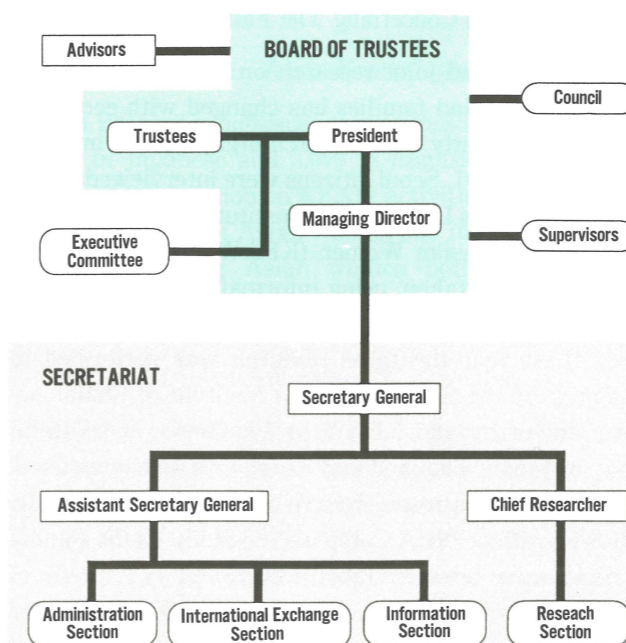 Advisors
BOARD OF TRUSTEES
Council
Trustees
President
Managing Director
Executive
Committee
Supervisors
SECRETARIAT
Secretary General
Assistant Secretary General
Chief Researcher
Administration
Section
International Exchange
Section
Information
Section
Reseach
Section